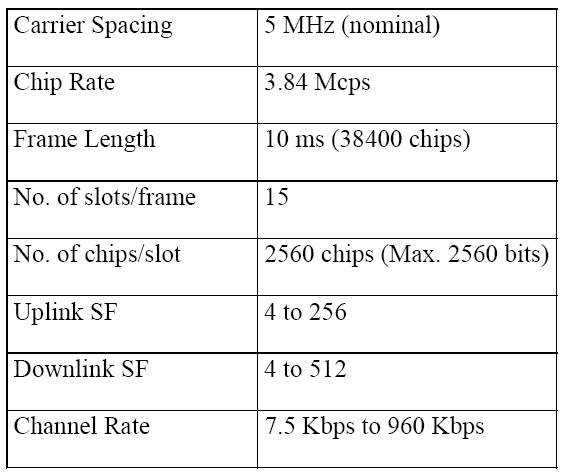 Carrier Spacing 5 MHz (nominal)
Chip Rate 3.84 Mcps
Frame Length 10 ms (38400 chips)
No. of slots/frame 15
No. of chips/slot 2560 chips (Max. 2560 bits)
Uplink SF 4 to 256
Downlink SF 4 to 512
Channel Rate 7.5 Kbps to 960 Kbps